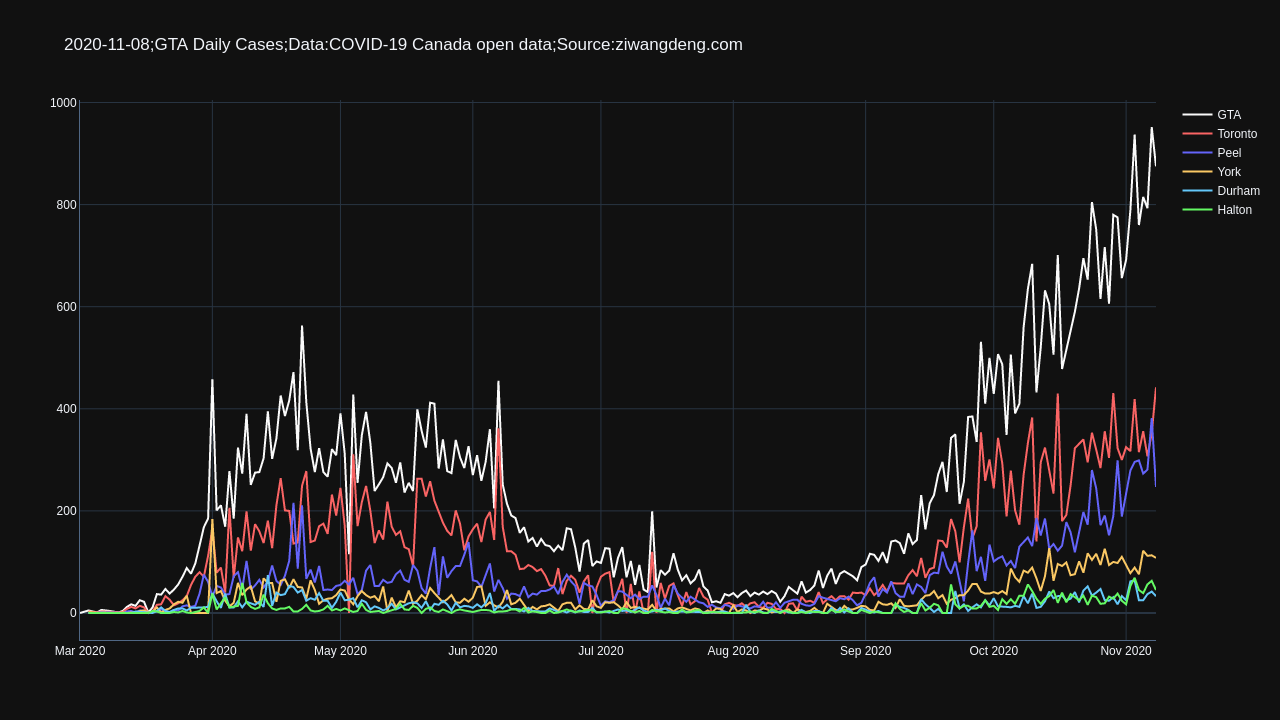 2020-11-08;GTA Daily Cases;Data:COVID-19 Canada open data;Source:ziwangdeng.com
1000
800
600
400
200
0
Mar 2020
Apr 2020
May 2020
Jun 2020
Jul 2020
Aug 2020
Sep 2020
Oct 2020
Nov 2020
GTA
Toronto
Peel
York
Durham
Halton